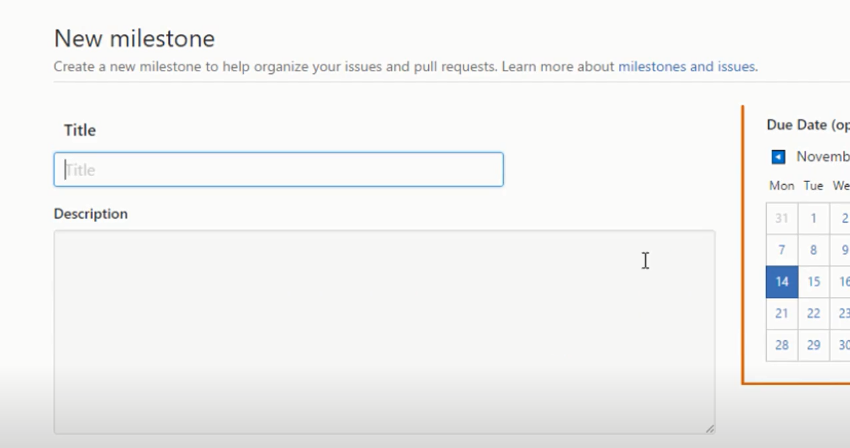 New milestone
Create a new milestone to help organize your issues and pull requests. Learn more about milestones and issues.
Title
Title
Description
Due Date (op
Novemb
Mon Tue We
31 1 2
7 8 9
14 15 16
21 22 23
28 29 30